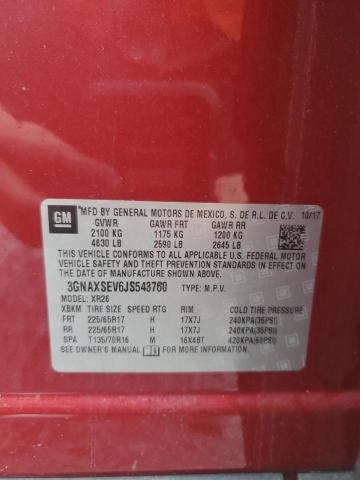 GM
MFD BY GENERAL MOTORS DE MEXICO, S. DE R.L. DE C.V. 10/17
GVWR GAWR FRT GAWR RR
2100 KG 1175 KG 1200 KG
4630 LB 2590 LB 2645 LB
THIS VEHICLE CONFORMS TO ALL APPLICABLE U.S. FEDERAL MOTOR
VEHICLE SAFETY AND THEFT PREVENTION STANDARDS IN
EFFECT ON THE DATE OF MANUFACTURE SHOWN ABOVE.
3GNAXSEV6JS543760 TYPE: M.P.V.
MODEL: XR26
XBKM TIRE SIZE SPEED RTG RIM COLD TIRE PRESSURE
FRT 225/65R17 H 17X7J 240KPA(35PSI)
RR 225/65R17 H 17X7J 240KPA(35PSI)
SPA T135/70R16 M 16X4BT 420KPA(60PSI)
SEE OWNER'S MANUAL FOR MORE INFORMATION.